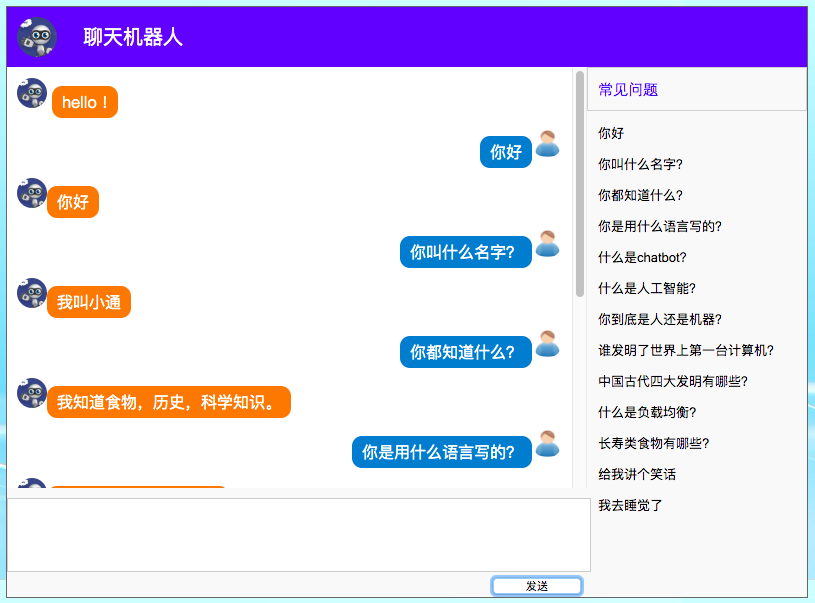 聊天机器人
hello！
你好
你好
你叫什么名字？
我叫小通
你都知道什么？
我知道食物，历史，科学知识。
你是用什么语言写的？
发送
常见问题
你好
你叫什么名字?
你都知道什么?
你是用什么语言写的?
什么是chatbot?
什么是人工智能?
你到底是人还是机器?
谁发明了世界上第一台计算机?
中国古代四大发明有哪些?
什么是负载均衡?
长寿类食物有哪些?
给我讲个笑话
我去睡觉了